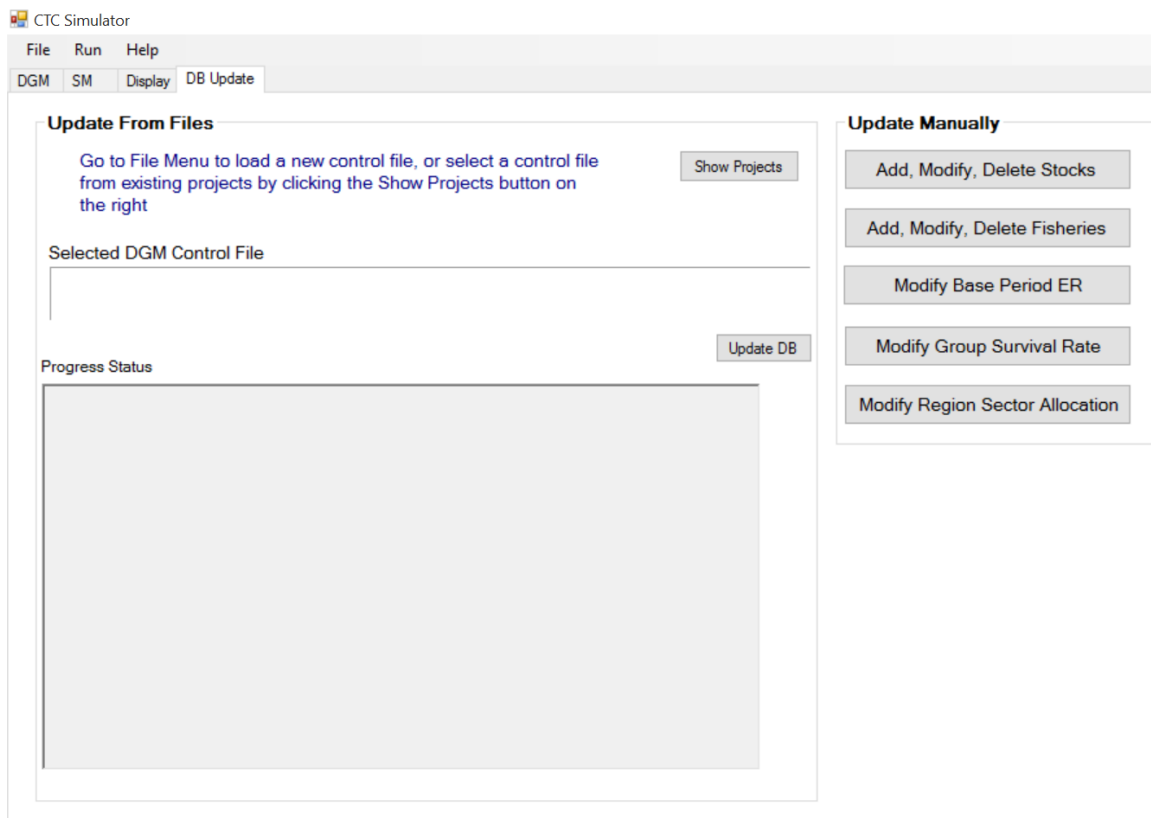 CTC Simulator
File Run Help
DGM SM Display DB Update
Update From Files
Go to File Menu to load a new control file, or select a control file
from existing projects by clicking the Show Projects button on
the right
Show Projects
Selected DGM Control File
Update DB
Progress Status
Update Manually
Add, Modify, Delete Stocks
Add, Modify, Delete Fisheries
Modify Base Period ER
Modify Group Survival Rate
Modify Region Sector Allocation